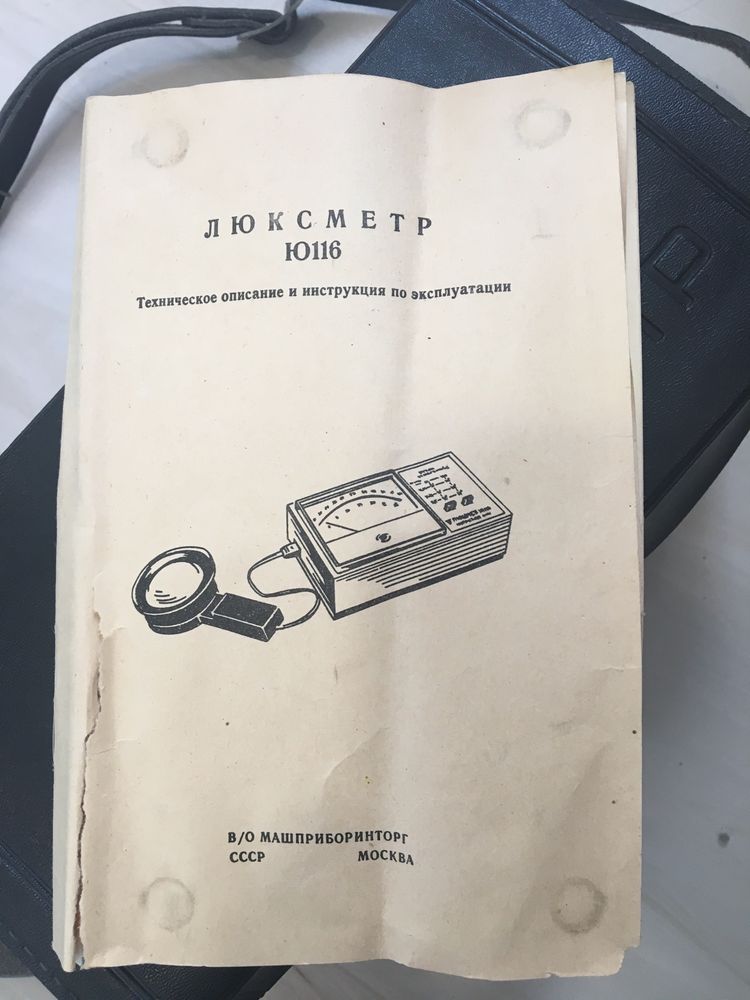 ЛЮКСМЕТР
Ю116
Техническое описание и инструкция по эксплуатации
В/О МАШПРИБОРИНТОРГ
СССР МОСКВА